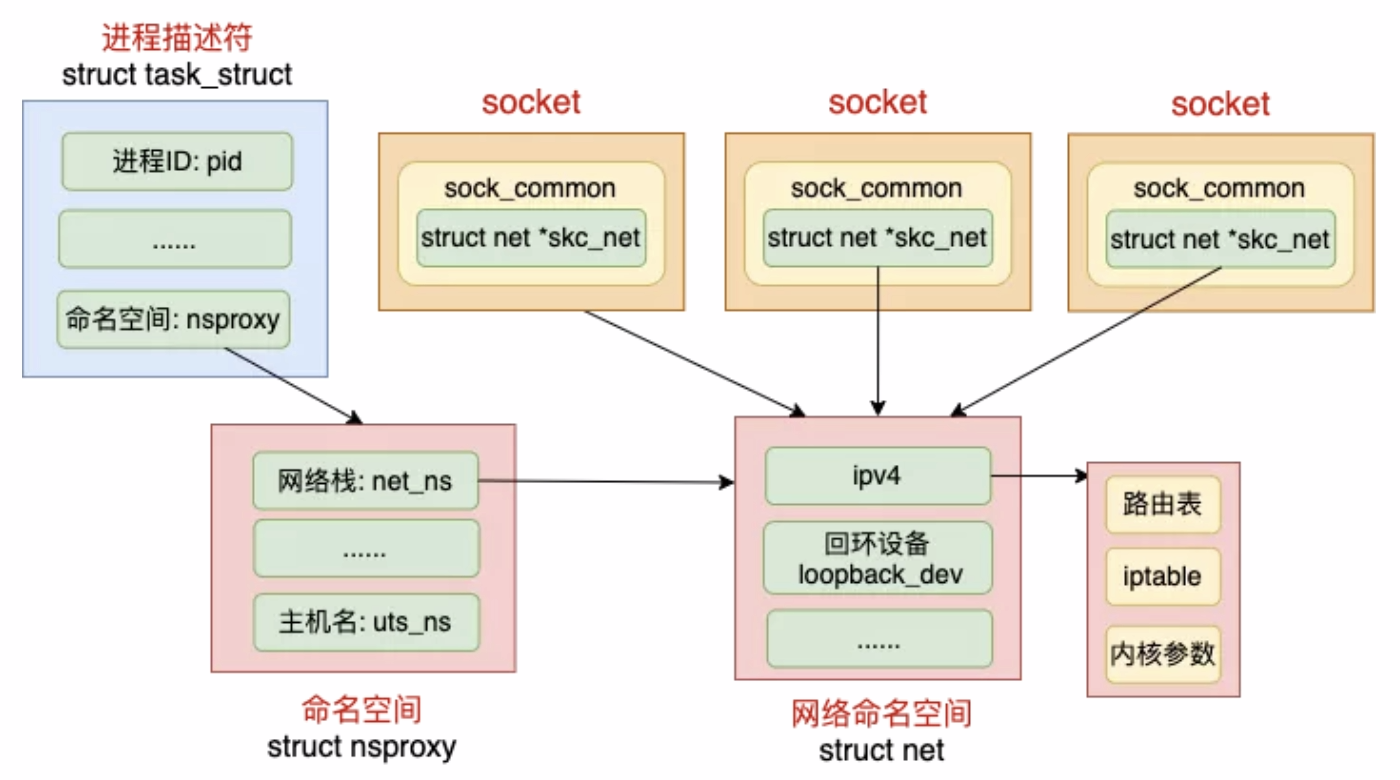 进程描述符
struct task_struct
进程ID: pid
......
命名空间: nsproxy
socket
sock_common
struct net *skc_net
socket
sock_common
struct net *skc_net
socket
sock_common
struct net *skc_net
网络栈: net_ns
......
主机名: uts_ns
命名空间
struct nsproxy
ipv4
回环设备
loopback_dev
......
网络命名空间
struct net
路由表
iptable
内核参数